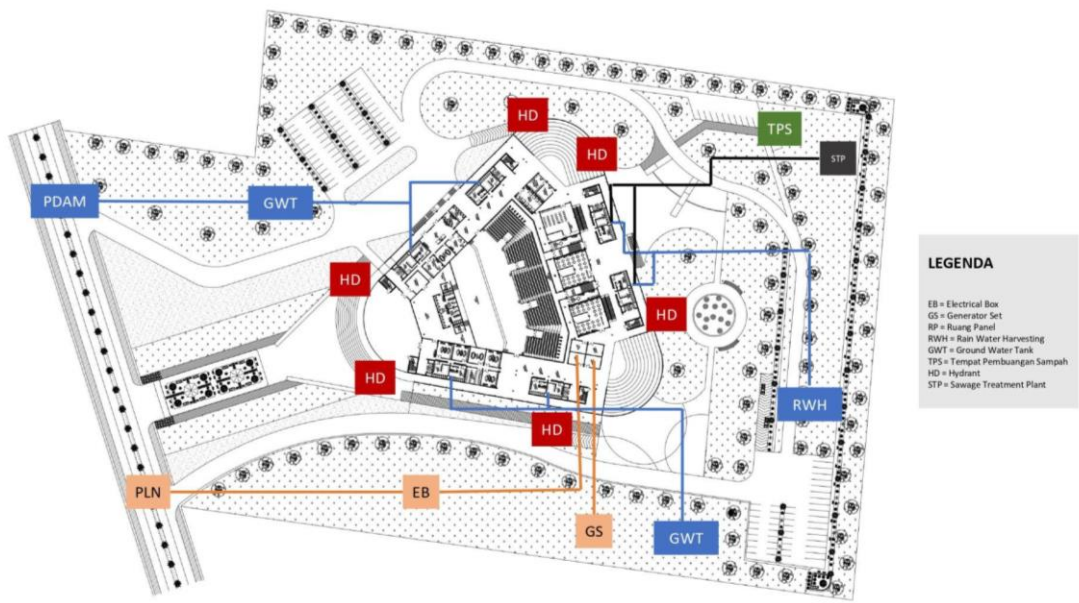 HD
TPS
HD
STP
PDAM
GWT
HD
HD
HD
RWH
HD
PLN
EB
GS
GWT
LEGENDA
EB = Electrical Box
GS = Generator Set
RP = Ruang Panel
RWH = Rain Water Harvesting
GWT = Ground Water Tank
TPS = Tempat Pembuangan Sampah
HD = Hydrant
STP = Sawage Treatment Plant